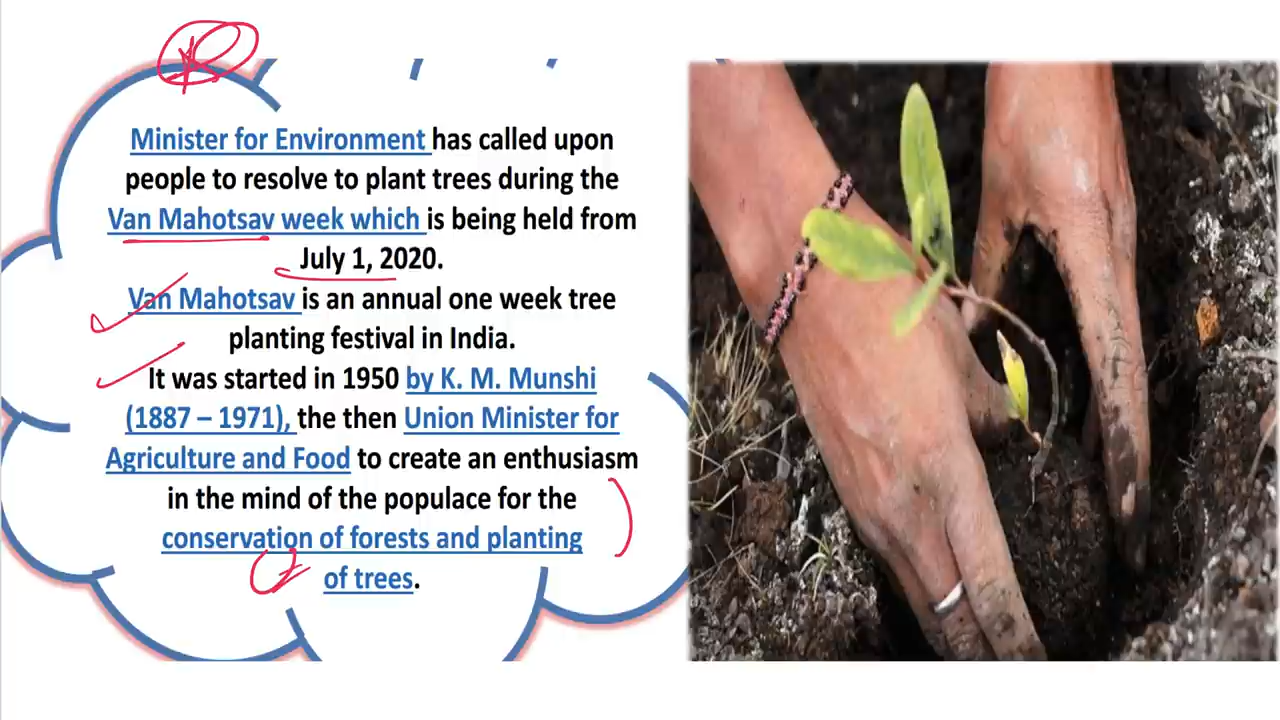 Minister for Environment has called upon
people to resolve to plant trees during the
Van Mahotsav week which is being held from
July 1, 2020.
Van Mahotsav is an annual one week tree
planting festival in India.
It was started in 1950 by K. M. Munshi
(1887 – 1971), the then Union Minister for
Agriculture and Food to create an enthusiasm
in the mind of the populace for the
conservation of forests and planting
of trees.